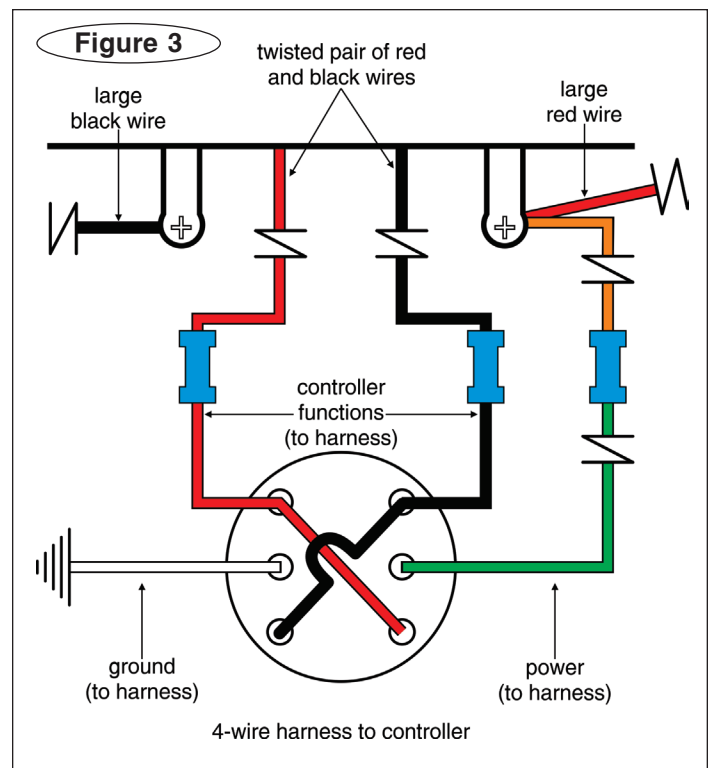 Figure 3
twisted pair of red
and black wires
large
black wire
large
red wire
controller
functions
(to harness)
ground
(to harness)
power
(to harness)
4-wire harness to controller